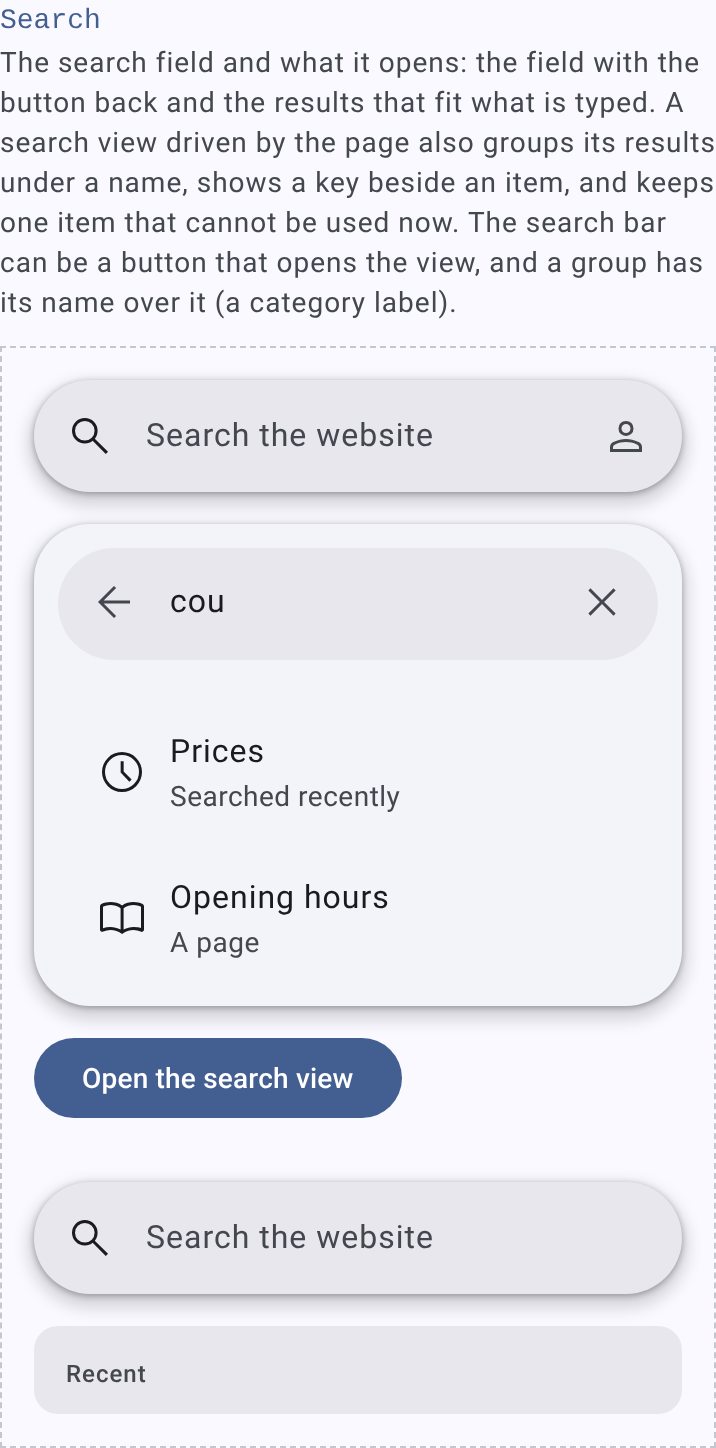 Search
The search field and what it opens: the field with the
button back and the results that fit what is typed. A
search view driven by the page also groups its results
under a name, shows a key beside an item, and keeps
one item that cannot be used now. The search bar
can be a button that opens the view, and a group has
its name over it (a category label).
Search the website
cou
Prices
Searched recently
Opening hours
A page
Open the search view
Search the website
Recent